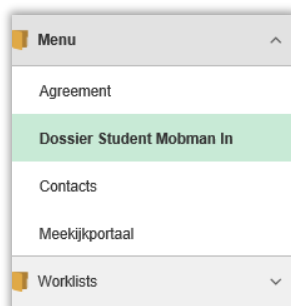 Menu
Agreement
Dossier Student Mobman In
Contacts
Meekijkportaal
Worklists